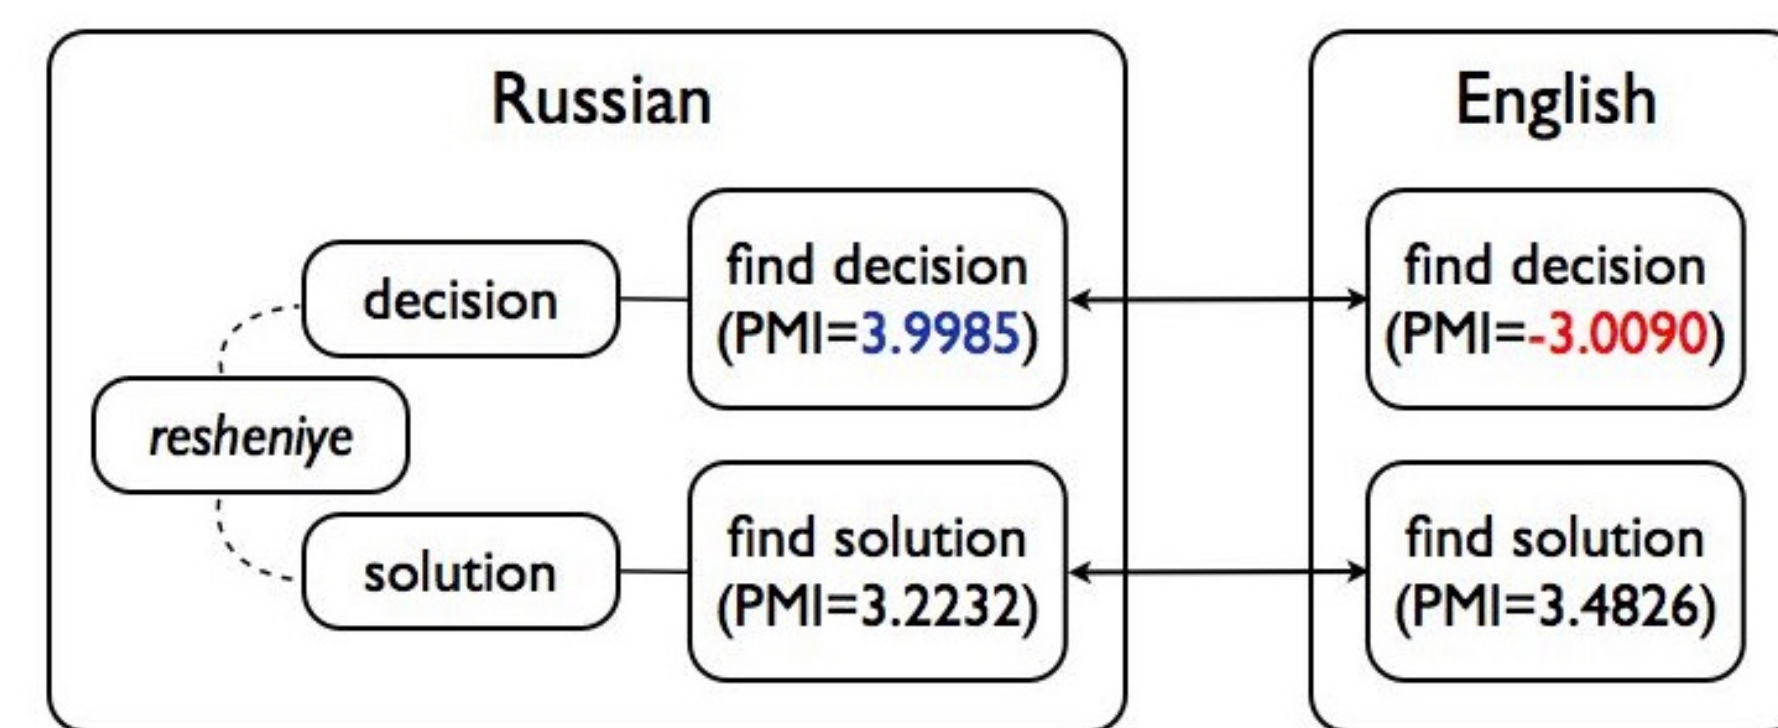 Russian
English
decision
find decision
(PMI=3.9985)
find decision
(PMI=-3.0090)
resheniye
solution
find solution
(PMI=3.2232)
find solution
(PMI=3.4826)